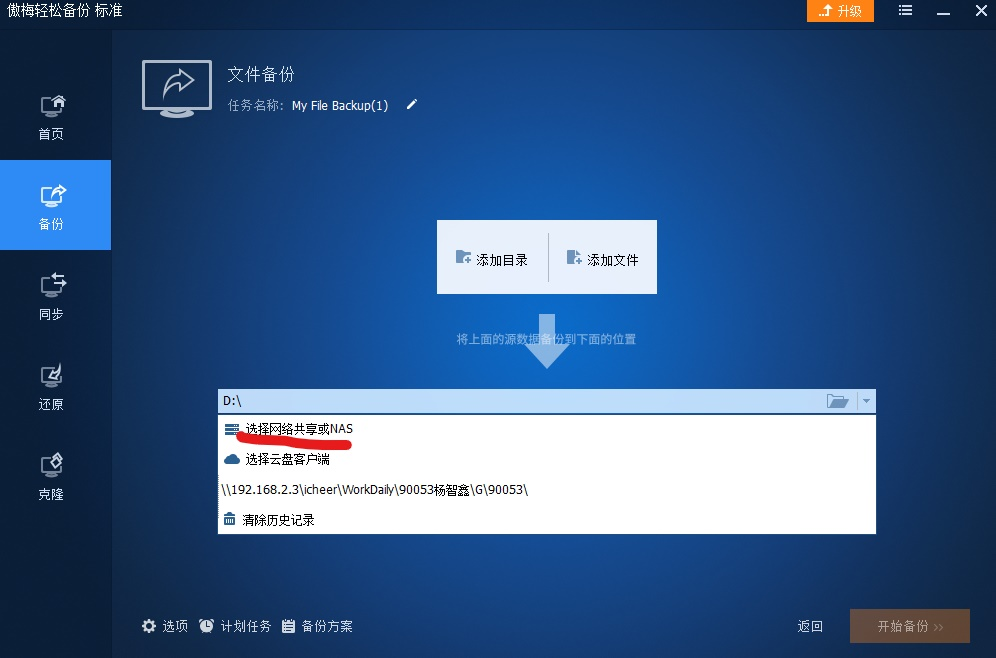 傲梅轻松备份 标准
升级
文件备份
任务名称: My File Backup(1)
首页
备份
同步
还原
克隆
添加目录
添加文件
将上面的源数据备份到下面的位置
D:\
选择网络共享或NAS
选择云盘客户端
\\192.168.2.3\icheer\WorkDaily\90053杨智鑫\G\90053\
清除历史记录
选项
计划任务
备份方案
返回
开始备份 >>